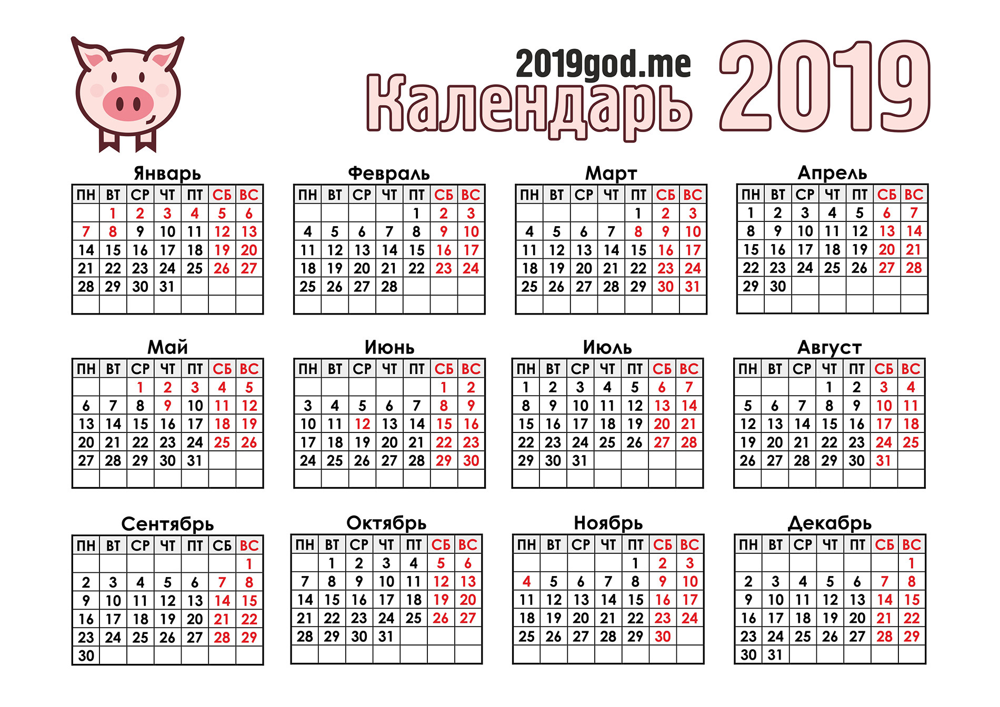 2019god.me
Календарь 2019
Январь Февраль Март Апрель
ПН ВТ СР ЧТ ПТ СБ ВС ПН ВТ СР ЧТ ПТ СБ ВС ПН ВТ СР ЧТ ПТ СБ ВС ПН ВТ СР ЧТ ПТ СБ ВС
1 2 3 4 5 6 1 2 3 1 2 3 1 2 3 4 5 6 7
7 8 9 10 11 12 13 4 5 6 7 8 9 10 4 5 6 7 8 9 10 8 9 10 11 12 13 14
14 15 16 17 18 19 20 11 12 13 14 15 16 17 11 12 13 14 15 16 17 15 16 17 18 19 20 21
21 22 23 24 25 26 27 18 19 20 21 22 23 24 18 19 20 21 22 23 24 22 23 24 25 26 27 28
28 29 30 31 25 26 27 28 25 26 27 28 29 30 31 29 30
Май Июнь Июль Август
ПН ВТ СР ЧТ ПТ СБ ВС ПН ВТ СР ЧТ ПТ СБ ВС ПН ВТ СР ЧТ ПТ СБ ВС ПН ВТ СР ЧТ ПТ СБ ВС
1 2 3 4 5 1 2 1 2 3 4 5 6 7 1 2 3 4
6 7 8 9 10 11 12 3 4 5 6 7 8 9 8 9 10 11 12 13 14 5 6 7 8 9 10 11
13 14 15 16 17 18 19 10 11 12 13 14 15 16 15 16 17 18 19 20 21 12 13 14 15 16 17 18
20 21 22 23 24 25 26 17 18 19 20 21 22 23 22 23 24 25 26 27 28 19 20 21 22 23 24 25
27 28 29 30 31 24 25 26 27 28 29 30 29 30 31 26 27 28 29 30 31
Сентябрь Октябрь Ноябрь Декабрь
ПН ВТ СР ЧТ ПТ СБ ВС ПН ВТ СР ЧТ ПТ СБ ВС ПН ВТ СР ЧТ ПТ СБ ВС ПН ВТ СР ЧТ ПТ СБ ВС
1 1 2 3 4 5 6 1 2 3 1
2 3 4 5 6 7 8 7 8 9 10 11 12 13 4 5 6 7 8 9 10 2 3 4 5 6 7 8
9 10 11 12 13 14 15 14 15 16 17 18 19 20 11 12 13 14 15 16 17 9 10 11 12 13 14 15
16 17 18 19 20 21 22 21 22 23 24 25 26 27 18 19 20 21 22 23 24 16 17 18 19 20 21 22
23 24 25 26 27 28 29 28 29 30 31 25 26 27 28 29 30 23 24 25 26 27 28 29
30 30 31